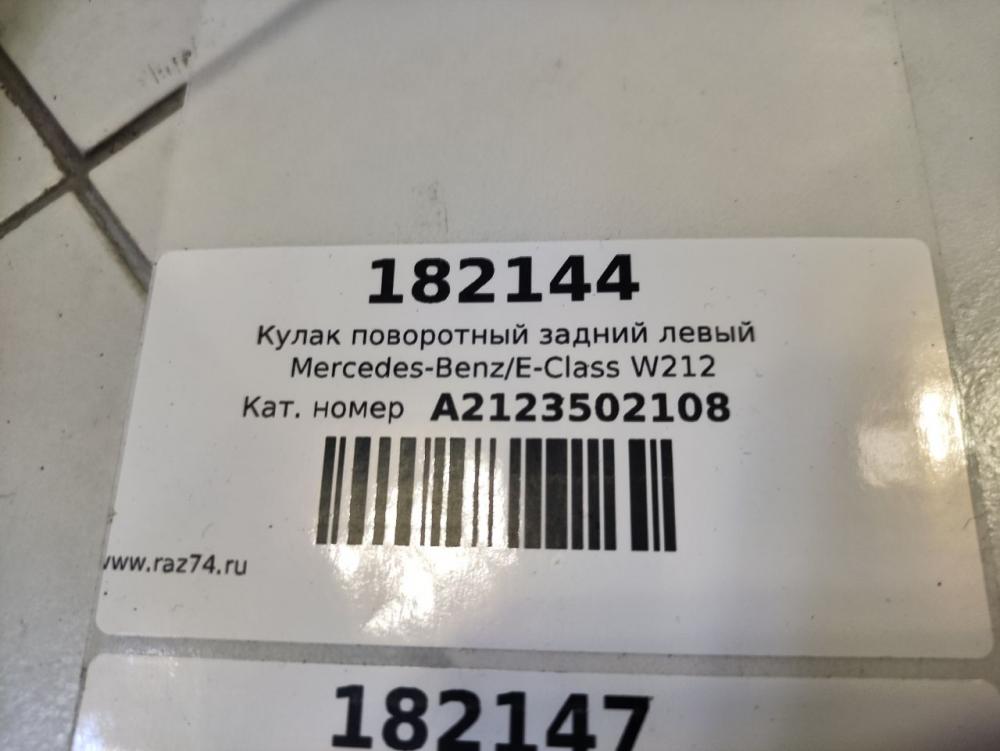 182144
Кулак поворотный задний левый
Mercedes-Benz/E-Class W212
Кат. номер A2123502108
www.raz74.ru
182147